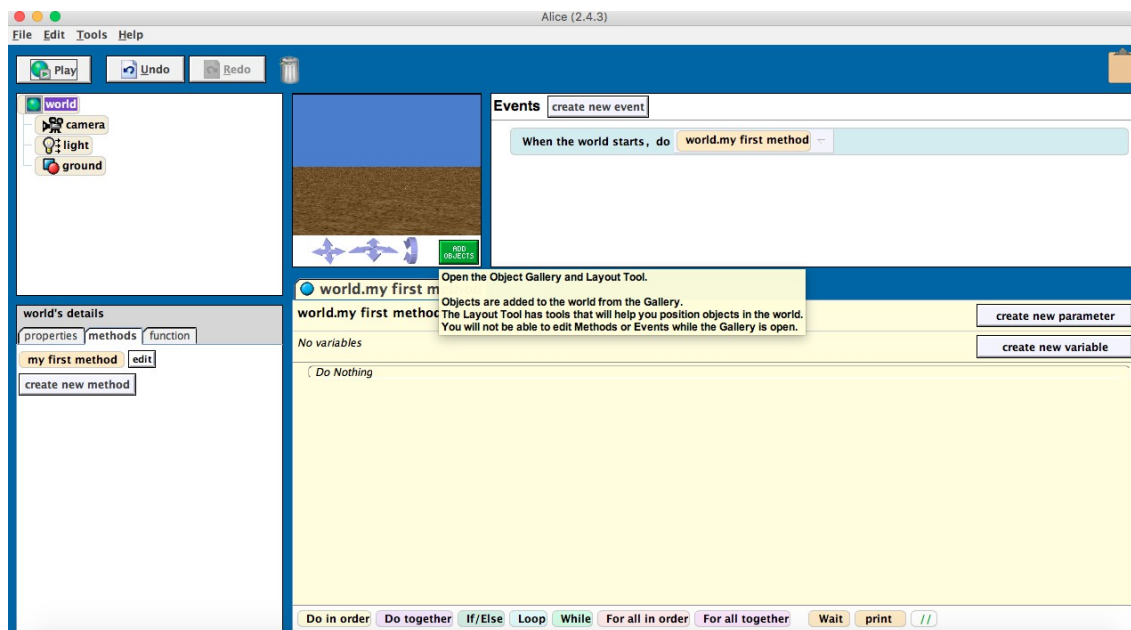 Alice (2.4.3)
File Edit Tools Help
Play Undo Redo
world
camera
light
ground
ADD
OBJECTS
Events create new event
When the world starts, do world.my first method
Open the Object Gallery and Layout Tool.
Objects are added to the world from the Gallery.
The Layout Tool has tools that will help you position objects in the world.
You will not be able to edit Methods or Events while the Gallery is open.
world's details
properties methods function
my first method edit
create new method
world.my first m
world.my first method
create new parameter
No variables
create new variable
Do Nothing
Do in order Do together If/Else Loop While For all in order For all together Wait print //